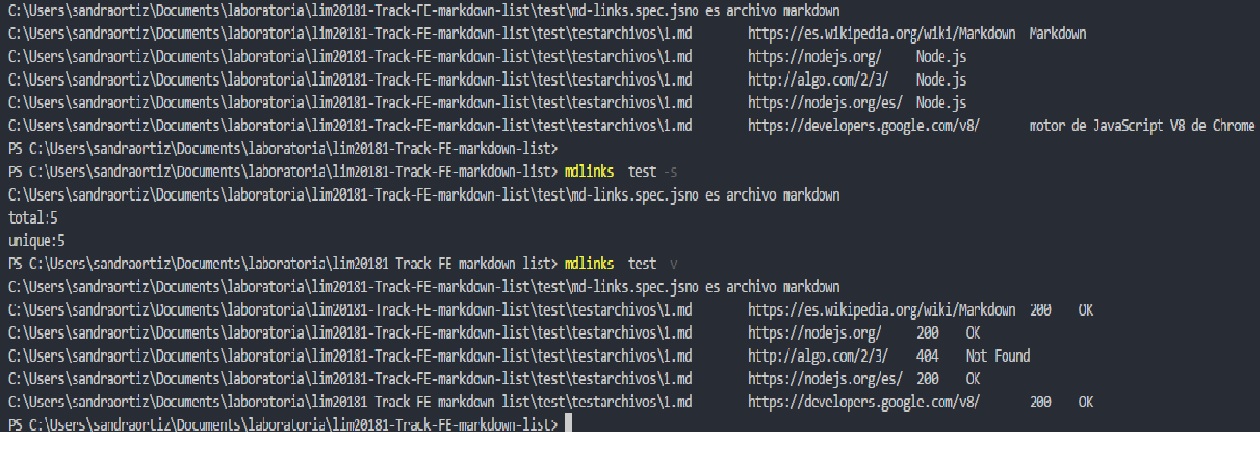 C:\Users\sandraortiz\Documents\laboratoria\lim20181-Track-FE-markdown-list\test\md-links.spec.jsno es archivo markdown
C:\Users\sandraortiz\Documents\laboratoria\lim20181-Track-FE-markdown-list\test\testarchivos\1.md https://es.wikipedia.org/wiki/Markdown Markdown
C:\Users\sandraortiz\Documents\laboratoria\lim20181-Track-FE-markdown-list\test\testarchivos\1.md https://nodejs.org/ Node.js
C:\Users\sandraortiz\Documents\laboratoria\lim20181-Track-FE-markdown-list\test\testarchivos\1.md http://algo.com/2/3/ Node.js
C:\Users\sandraortiz\Documents\laboratoria\lim20181-Track-FE-markdown-list\test\testarchivos\1.md https://nodejs.org/es/ Node.js
C:\Users\sandraortiz\Documents\laboratoria\lim20181-Track-FE-markdown-list\test\testarchivos\1.md https://developers.google.com/v8/ motor de JavaScript V8 de Chrome
PS C:\Users\sandraortiz\Documents\laboratoria\lim20181-Track-FE-markdown-list>
PS C:\Users\sandraortiz\Documents\laboratoria\lim20181-Track-FE-markdown-list> mdlinks test -s
C:\Users\sandraortiz\Documents\laboratoria\lim20181-Track-FE-markdown-list\test\md-links.spec.jsno es archivo markdown
total:5
unique:5
PS C:\Users\sandraortiz\Documents\laboratoria\lim20181 Track FE markdown list> mdlinks test v
C:\Users\sandraortiz\Documents\laboratoria\lim20181-Track-FE-markdown-list\test\md-links.spec.jsno es archivo markdown
C:\Users\sandraortiz\Documents\laboratoria\lim20181-Track-FE-markdown-list\test\testarchivos\1.md https://es.wikipedia.org/wiki/Markdown 200 OK
C:\Users\sandraortiz\Documents\laboratoria\lim20181-Track-FE-markdown-list\test\testarchivos\1.md https://nodejs.org/ 200 OK
C:\Users\sandraortiz\Documents\laboratoria\lim20181-Track-FE-markdown-list\test\testarchivos\1.md http://algo.com/2/3/ 404 Not Found
C:\Users\sandraortiz\Documents\laboratoria\lim20181-Track-FE-markdown-list\test\testarchivos\1.md https://nodejs.org/es/ 200 OK
C:\Users\sandraortiz\Documents\laboratoria\lim20181 Track FE markdown list\test\testarchivos\1.md https://developers.google.com/v8/ 200 OK
PS C:\Users\sandraortiz\Documents\laboratoria\lim20181-Track-FE-markdown-list>